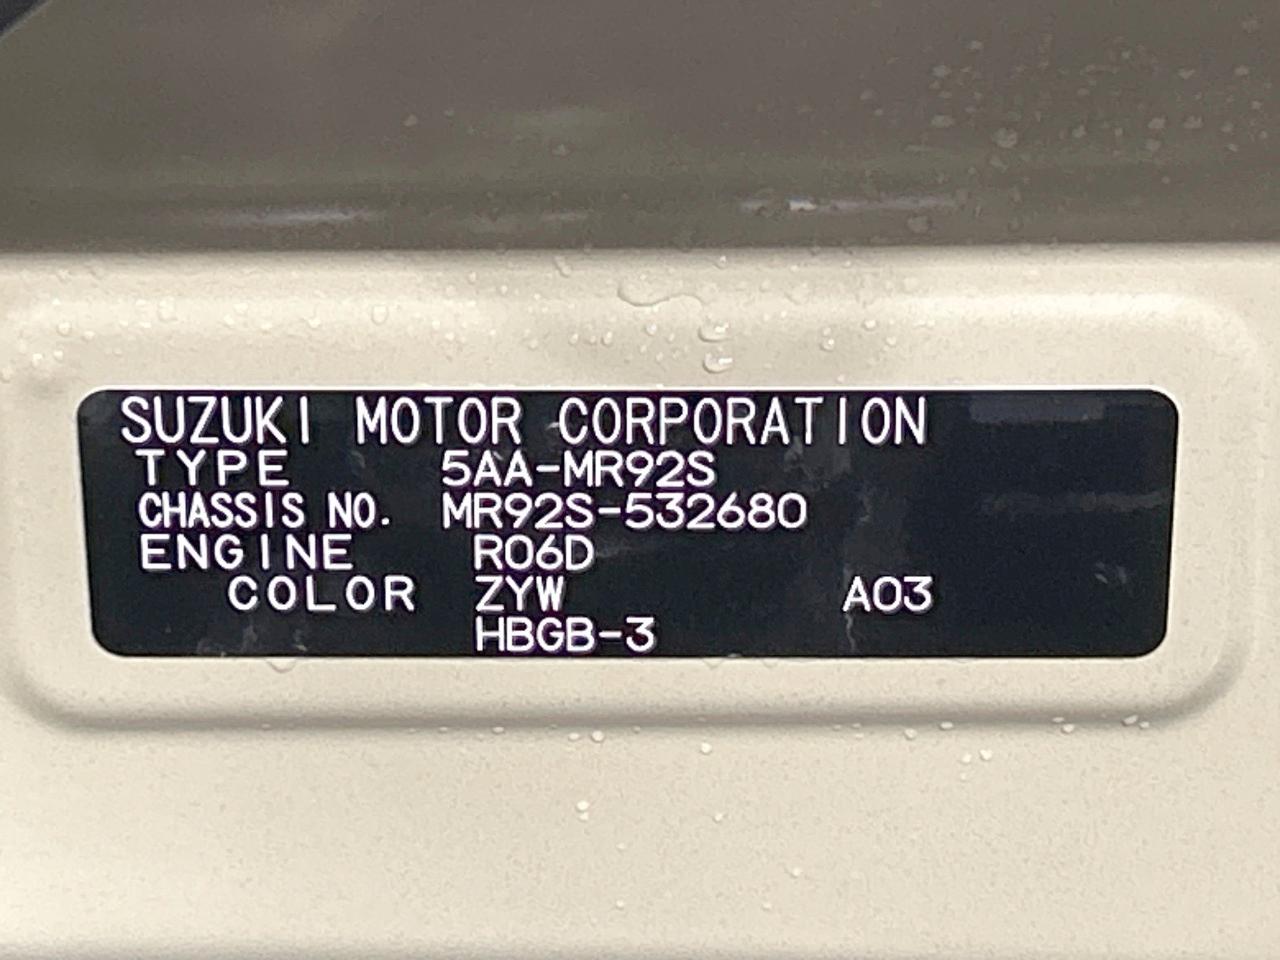 SUZUKI MOTOR CORPORATION
TYPE 5AA-MR92S
CHASSIS NO. MR92S-532680
ENGINE R06D
COLOR ZYW A03
HBGB-3